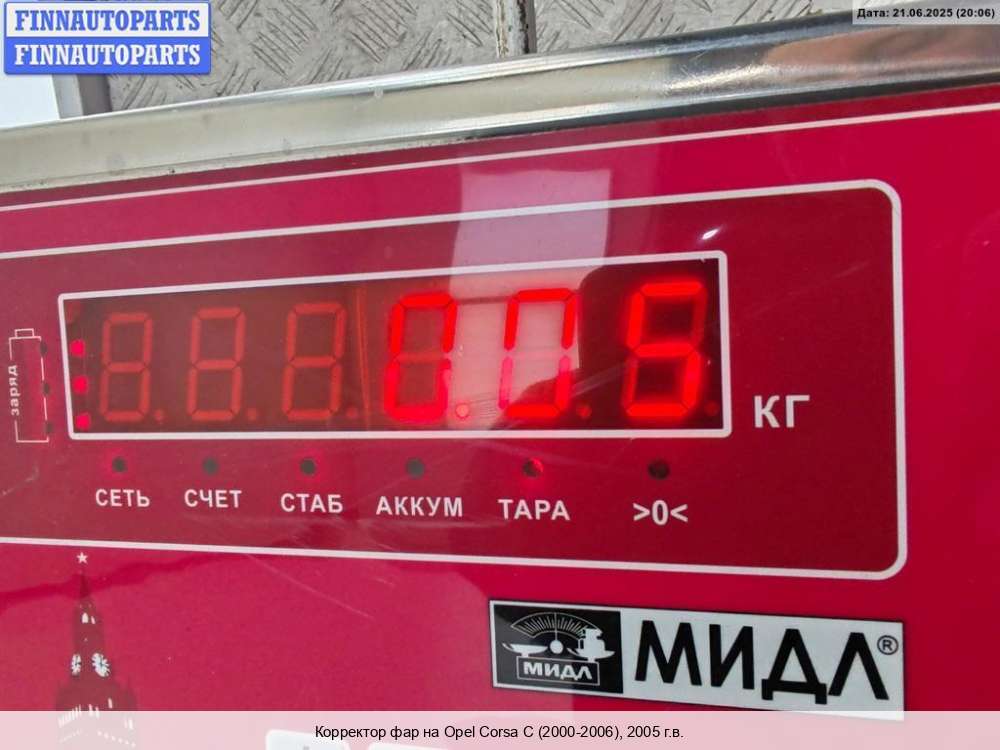 FINNAUTOPARTS
FINNAUTOPARTS
Дата: 21.06.2025 (20:06)
заряд
0.05
КГ
СЕТЬ СЧЕТ СТАБ АККУМ ТАРА >0<
МИДЛ
МИДЛ®
Корректор фар на Opel Corsa C (2000-2006), 2005 г.в.